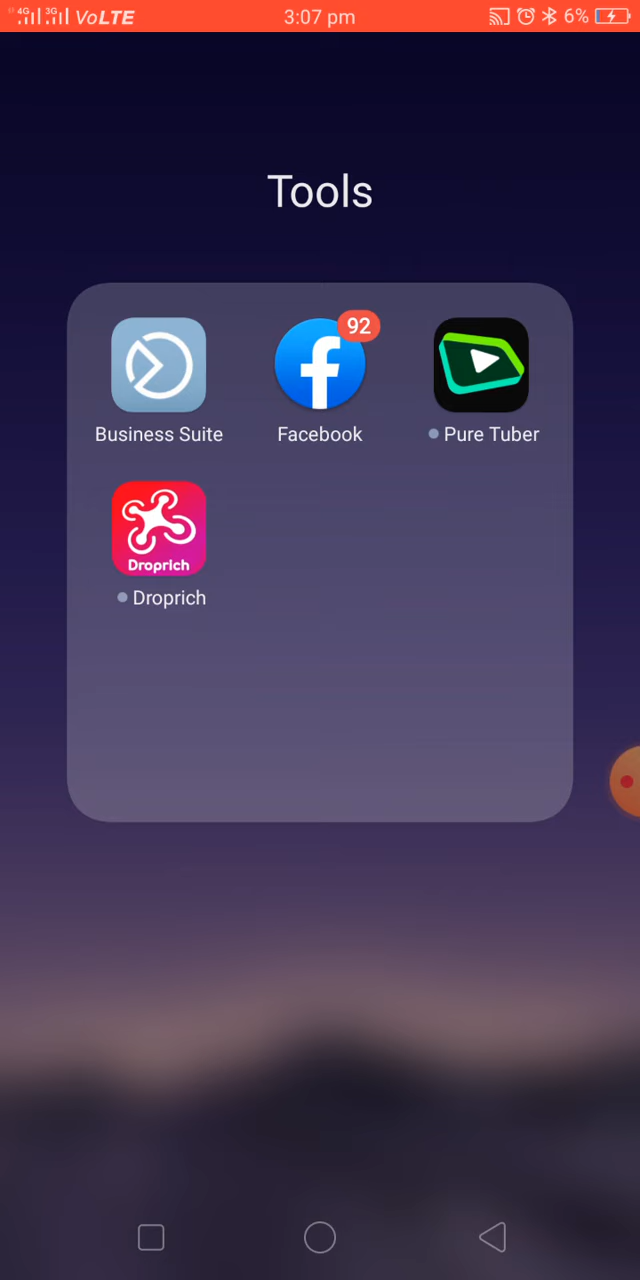 4G 3G VoLTE 3:07 pm 6%
Tools
92
Business Suite Facebook Pure Tuber
Droprich
Droprich